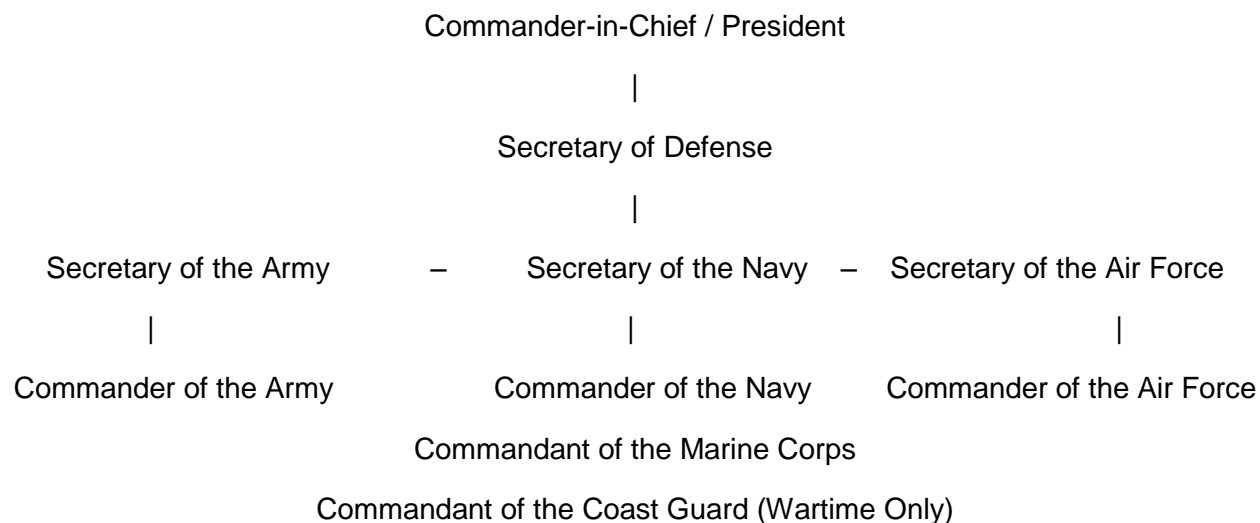 Commander-in-Chief / President
|
Secretary of Defense
|
Secretary of the Army – Secretary of the Navy – Secretary of the Air Force
| | |
Commander of the Army Commander of the Navy Commander of the Air Force
Commandant of the Marine Corps
Commandant of the Coast Guard (Wartime Only)